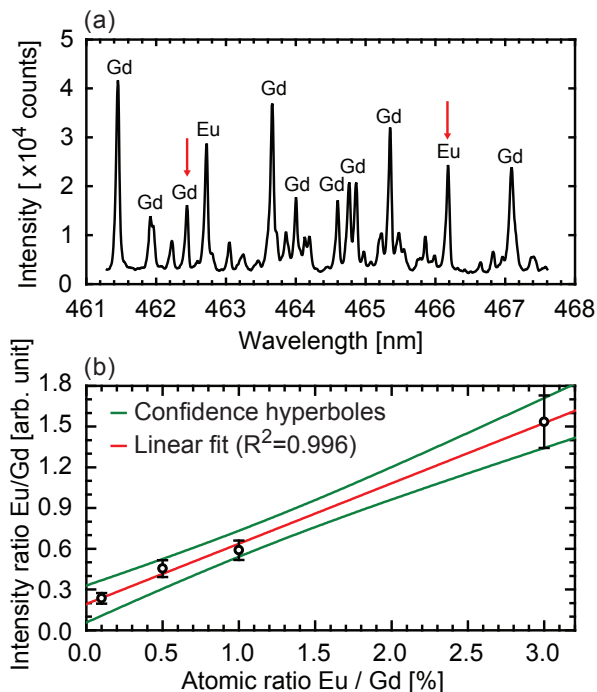 (a)
5
4
3
2
1
0
Intensity [ x10⁴ counts]
Gd
Gd
Gd
Eu
Gd
Gd
Gd
Gd
Eu
Gd
461 462 463 464 465 466 467 468
Wavelength [nm]
(b)
1.8
1.5
1.2
0.9
0.6
0.3
0.0
Intensity ratio Eu/Gd [arb. unit]
Confidence hyperboles
Linear fit (R²=0.996)
0.0 0.5 1.0 1.5 2.0 2.5 3.0
Atomic ratio Eu / Gd [%]